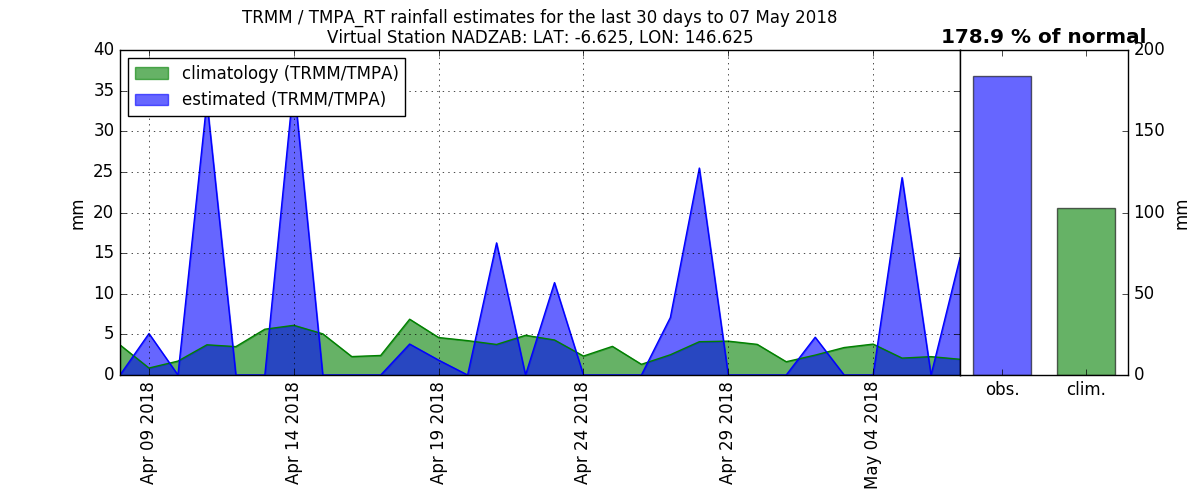 TRMM / TMPA_RT rainfall estimates for the last 30 days to 07 May 2018
Virtual Station NADZAB: LAT: -6.625, LON: 146.625
178.9 % of normal
climatology (TRMM/TMPA)
estimated (TRMM/TMPA)
40
35
30
25
20
15
10
5
0
mm
Apr 09 2018
Apr 14 2018
Apr 19 2018
Apr 24 2018
Apr 29 2018
May 04 2018
200
150
100
50
0
mm
obs.
clim.